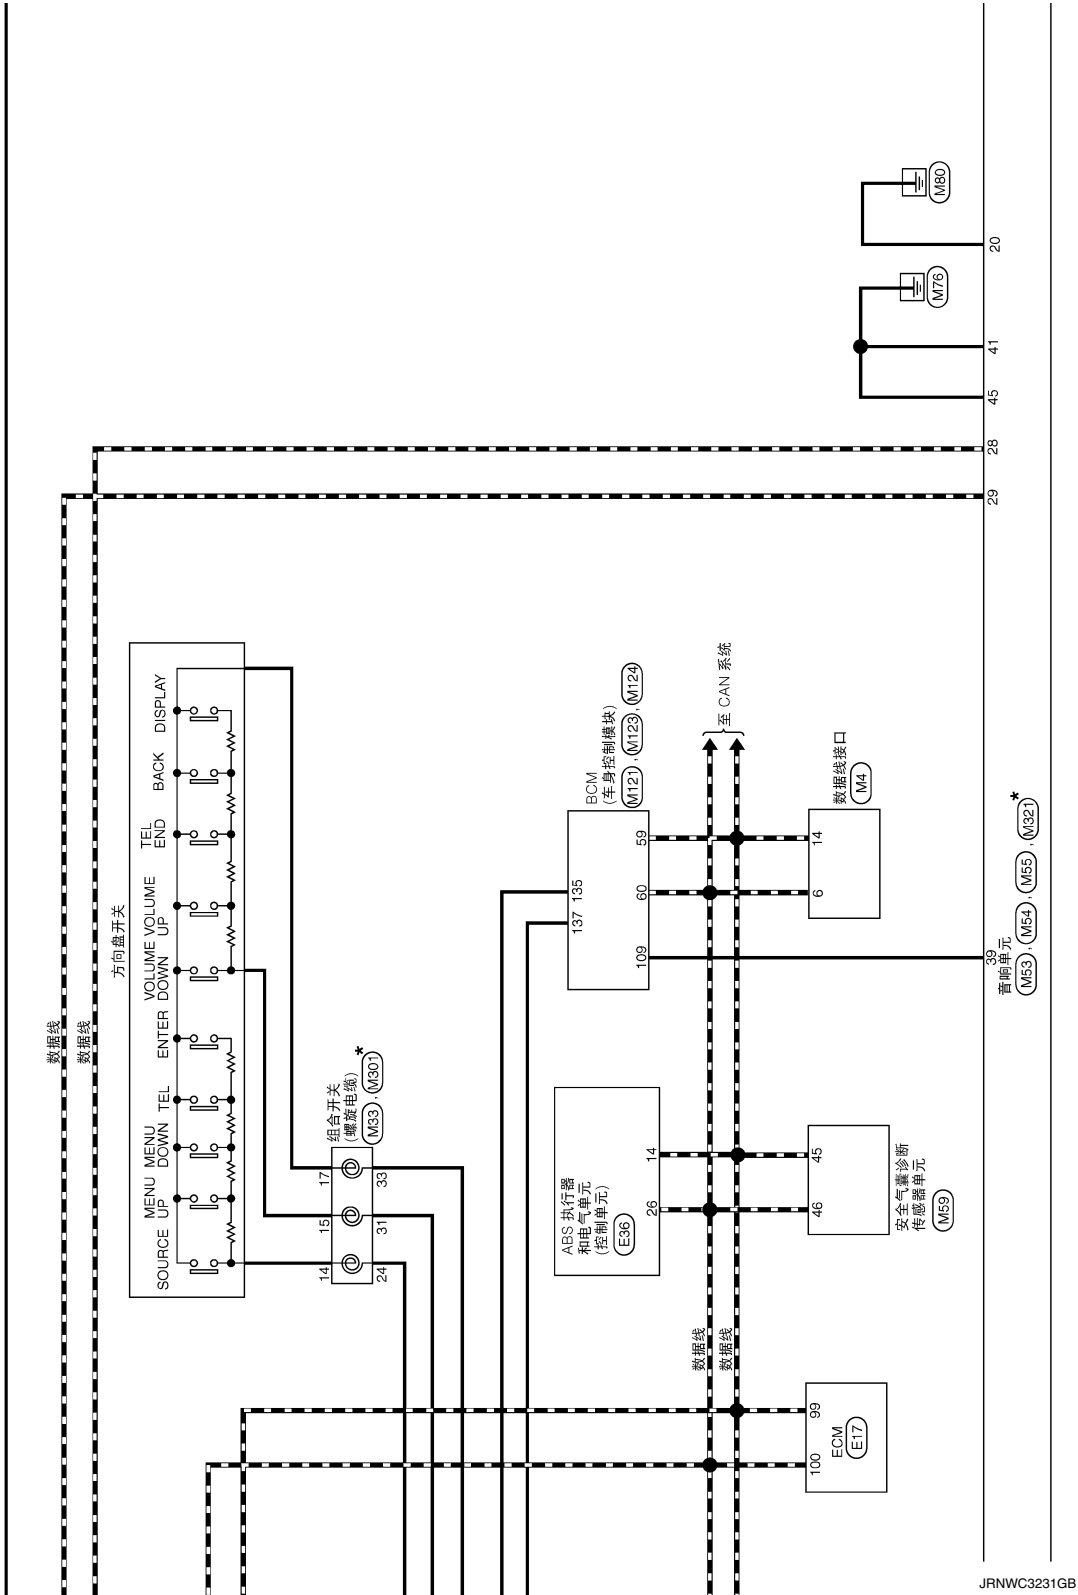 M80
20
M76
41
45
28
29
数据线
数据线
方向盘开关
SOURCE
MENU
UP
MENU
DOWN
TEL
ENTER
VOLUME
DOWN
VOLUME
UP
TEL
END
BACK
DISPLAY
组合开关
(螺旋电缆)
M33 , M301 *
14
15
17
24
31
33
BCM
(车身控制模块)
M121 , M123 , M124
137
135
109
60
59
至 CAN 系统
数据线接口
M4
6
14
39
音响单元
M53 , M54 , M55 , M321 *
ABS 执行器
和电气单元
(控制单元)
E36
26
14
安全气囊诊断
传感器单元
M59
46
45
数据线
数据线
ECM
E17
100
99
JRNWC3231GB